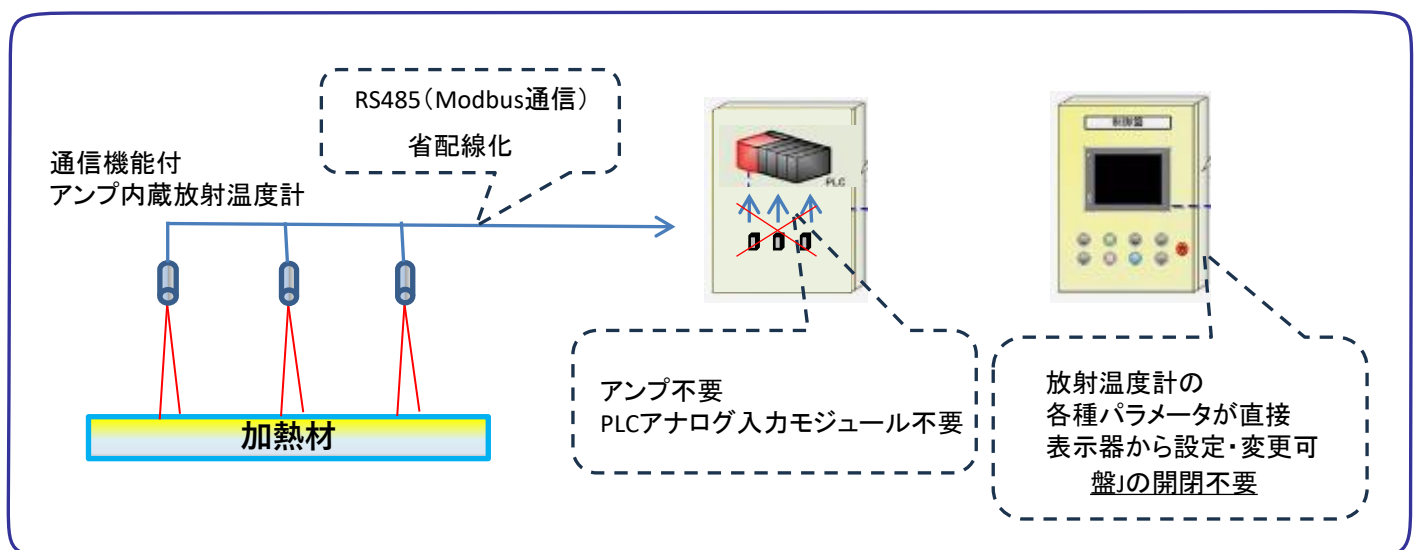 RS485（Modbus通信）
省配線化
通信機能付
アンプ内蔵放射温度計
加熱材
PLC
制御盤
アンプ不要
PLCアナログ入力モジュール不要
放射温度計の
各種パラメータが直接
表示器から設定・変更可
盤｣の開閉不要